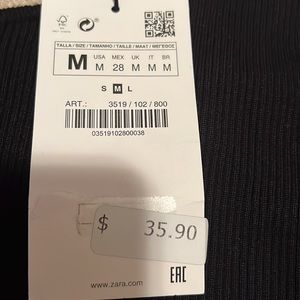 FSC
TALLA / SIZE / TAMANHO / TAILLE / MAAT / ΜΕΓΕΘΟΣ
M
USA MEX UK IT BR
M 28 M M M
S M L
ART.: 3519 / 102 / 800
03519102800038
$ 35.90
www.zara.com
EAC